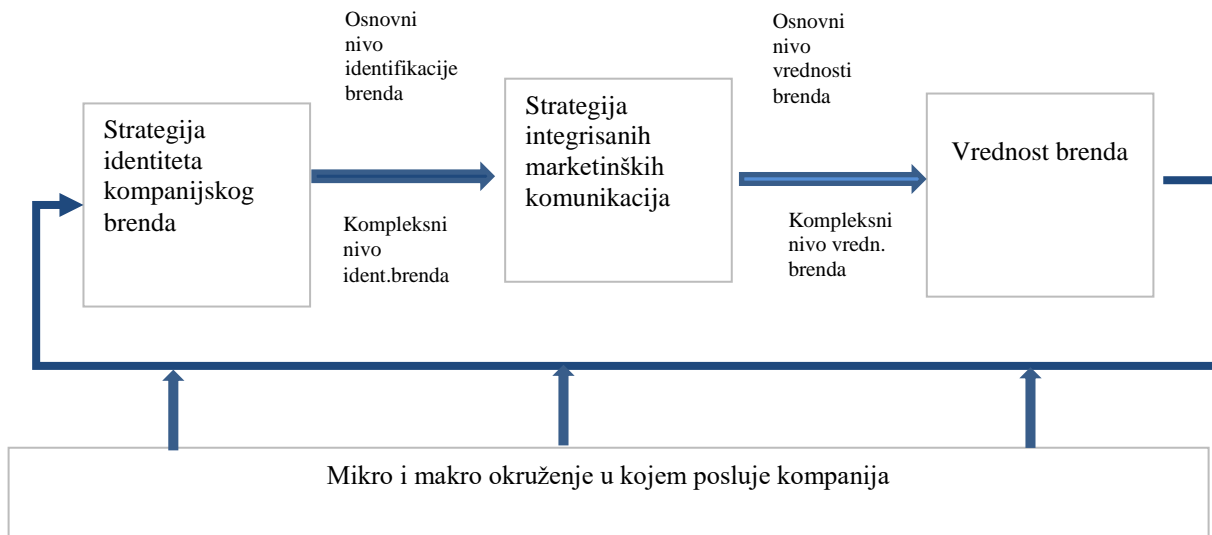 Osnovni
nivo
identifikacije
brenda
Osnovni
nivo
vrednosti
brenda
Strategija
identiteta
kompanijskog
brenda
Strategija
integrisanih
marketinških
komunikacija
Vrednost brenda
Kompleksni
nivo
ident.brenda
Kompleksni
nivo vredn.
brenda
Mikro i makro okruženje u kojem posluje kompanija